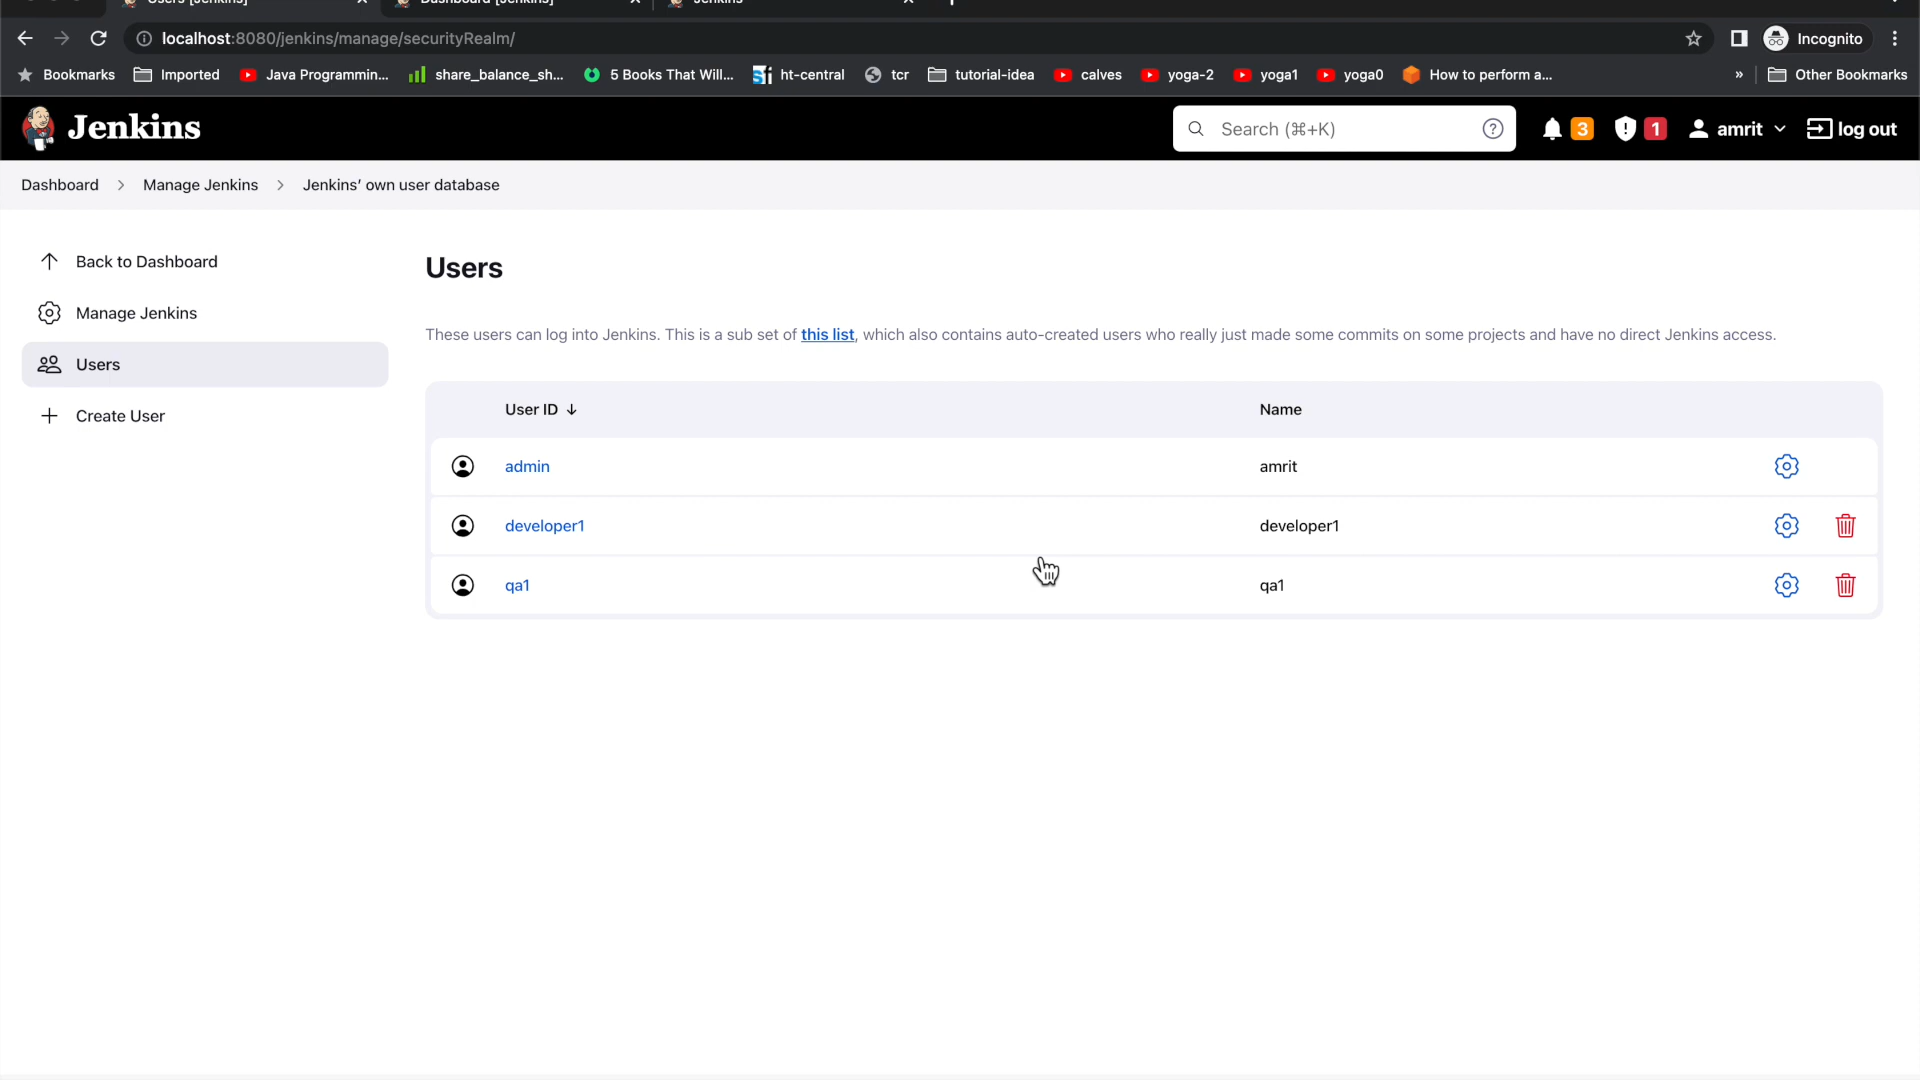 Users [Jenkins]
Dashboard [Jenkins]
Jenkins
localhost:8080/jenkins/manage/securityRealm/
Incognito
Bookmarks
Imported
Java Programmin...
share_balance_sh...
5 Books That Will...
ht-central
tcr
tutorial-idea
calves
yoga-2
yoga1
yoga0
How to perform a...
»
Other Bookmarks
Jenkins
Search (⌘+K)
3
1
amrit
log out
Dashboard
Manage Jenkins
Jenkins' own user database
Back to Dashboard
Manage Jenkins
Users
Create User
Users
These users can log into Jenkins. This is a sub set of this list, which also contains auto-created users who really just made some commits on some projects and have no direct Jenkins access.
User ID ↓ Name
admin amrit
developer1 developer1
qa1 qa1